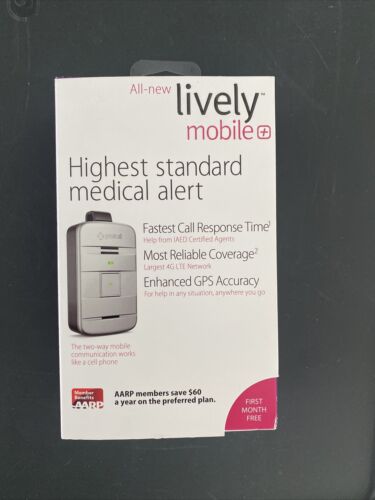 All-new
lively™
mobile+
Highest standard
medical alert
Fastest Call Response Time¹
Help from IAED Certified Agents
Most Reliable Coverage²
Largest 4G LTE Network
Enhanced GPS Accuracy
For help in any situation, anywhere you go
The two-way mobile
communication works
like a cell phone
Member
Benefits
AARP
AARP members save $60
a year on the preferred plan.
FIRST
MONTH
FREE